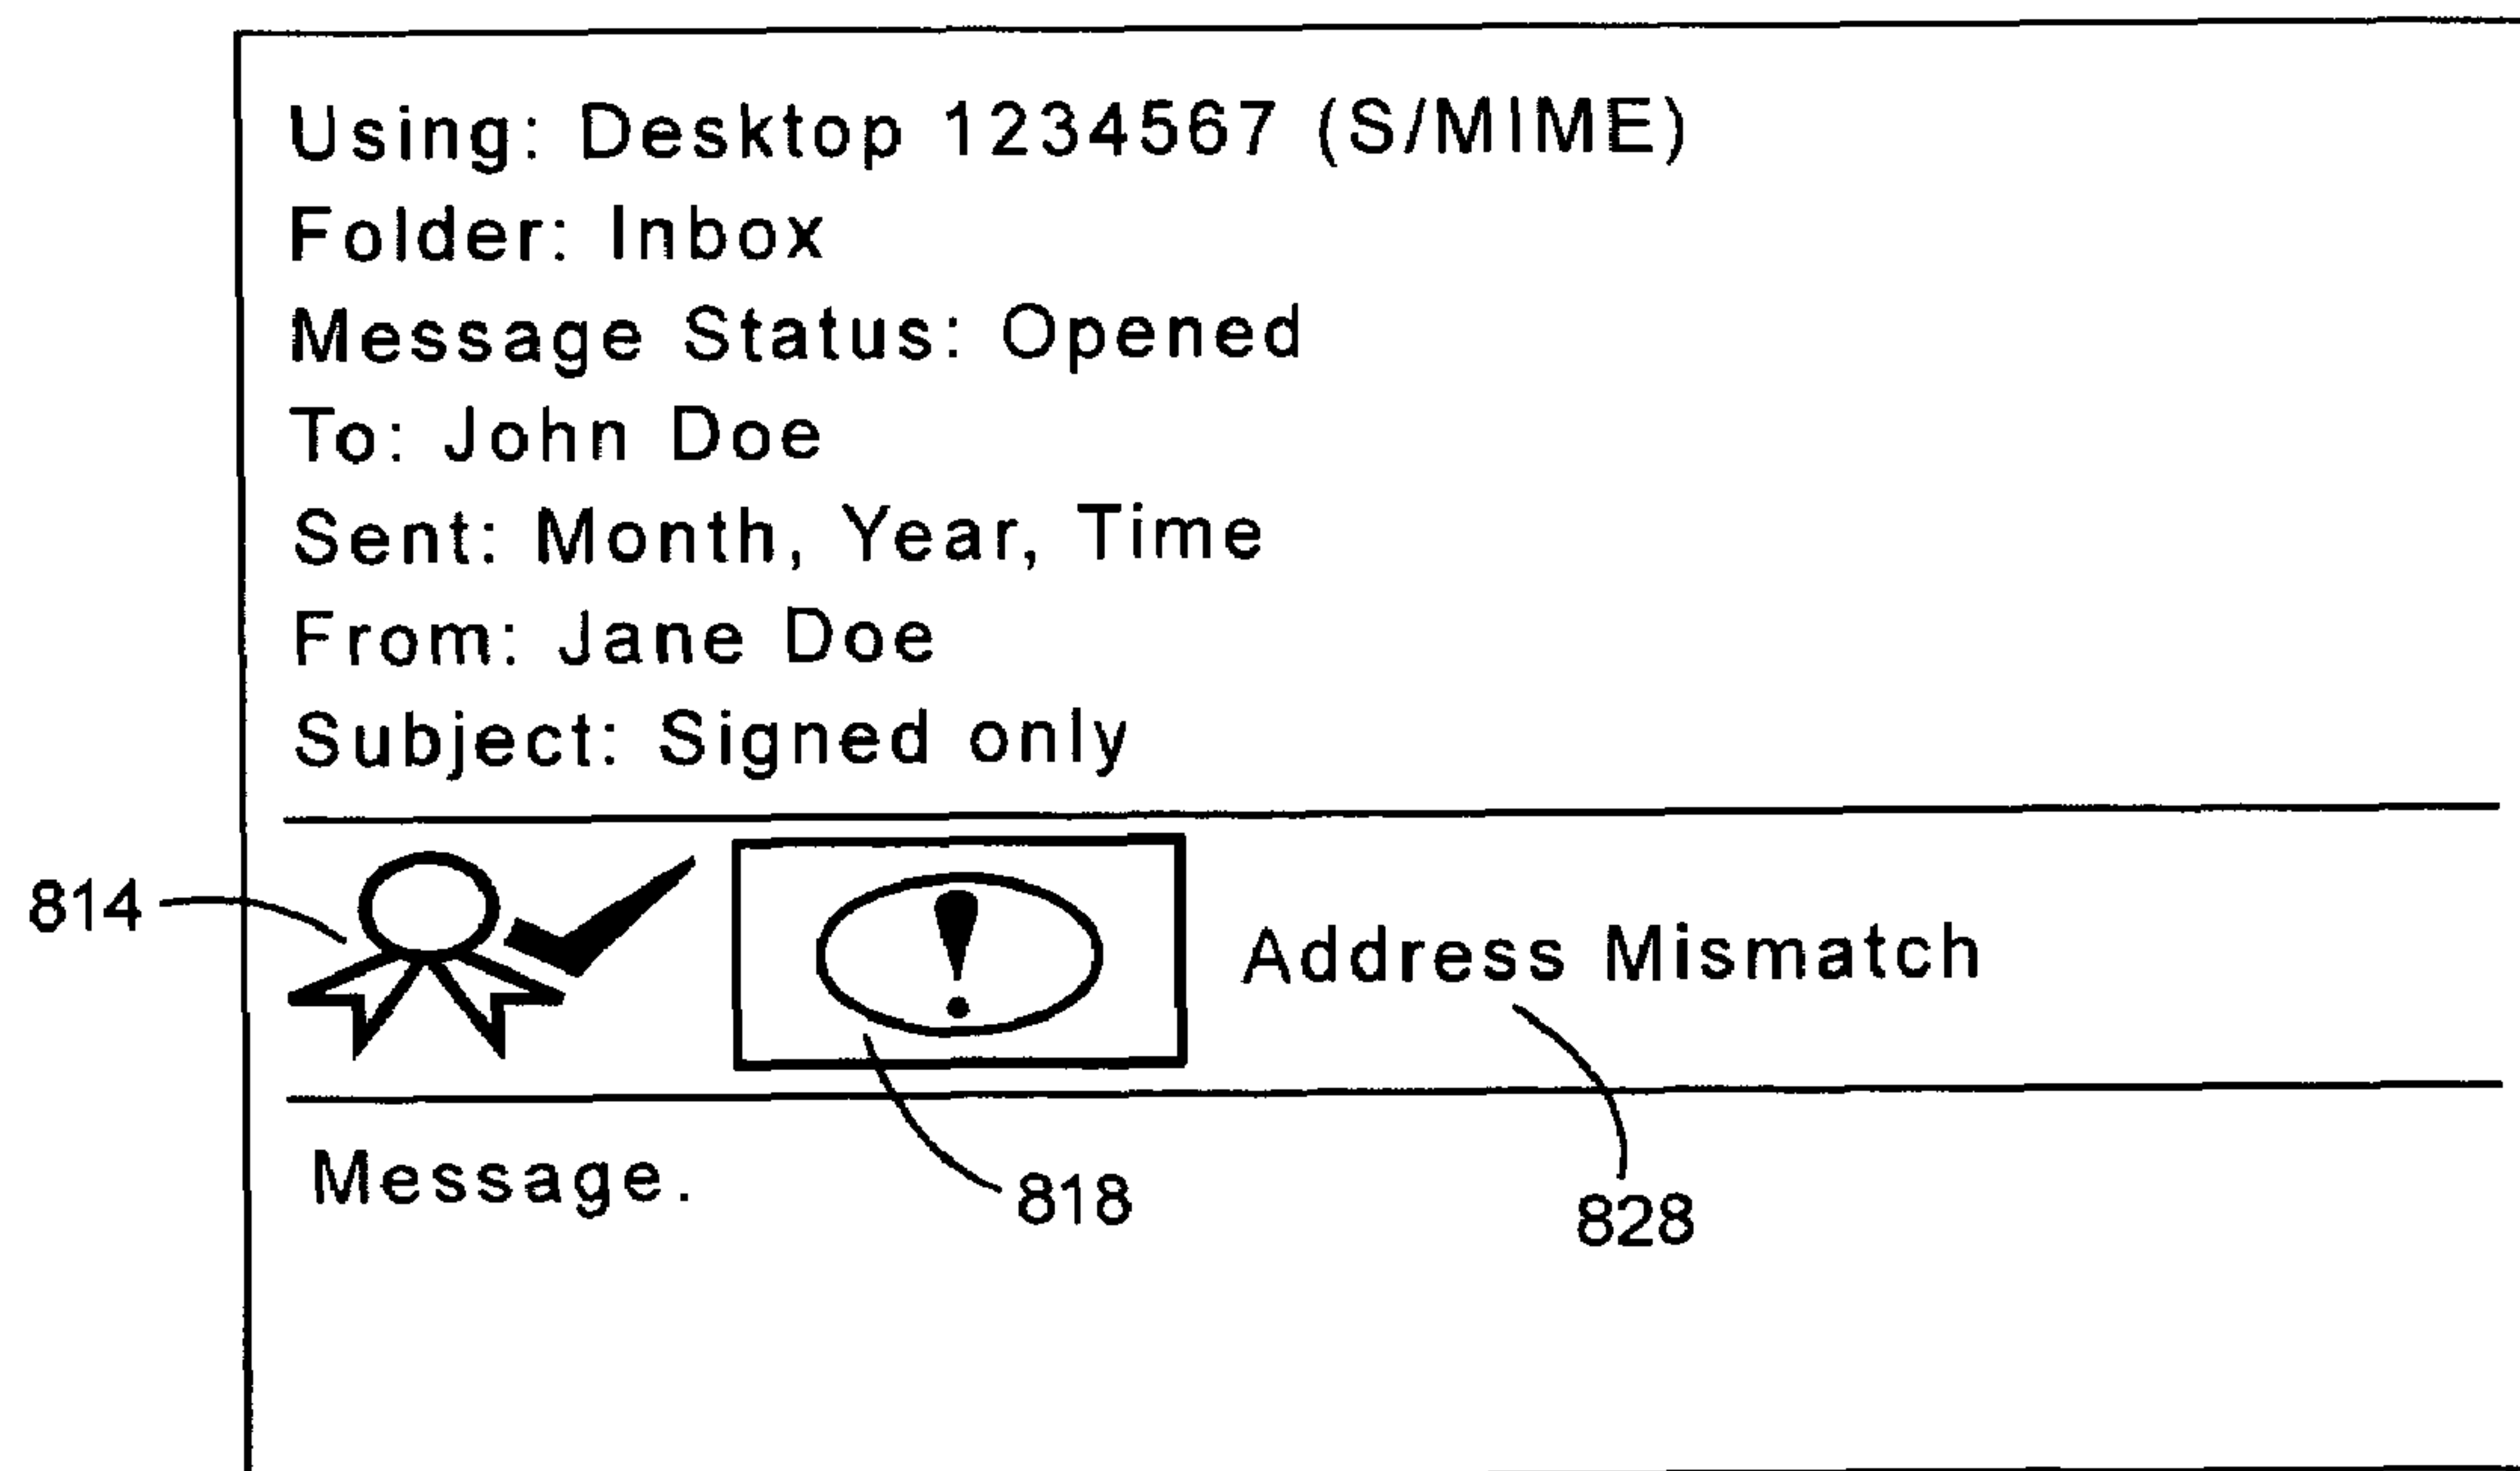 Using: Desktop 1234567 (S/MIME)
Folder: Inbox
Message Status: Opened
To: John Doe
Sent: Month, Year, Time
From: Jane Doe
Subject: Signed only
814
! Address Mismatch
Message.
818
828